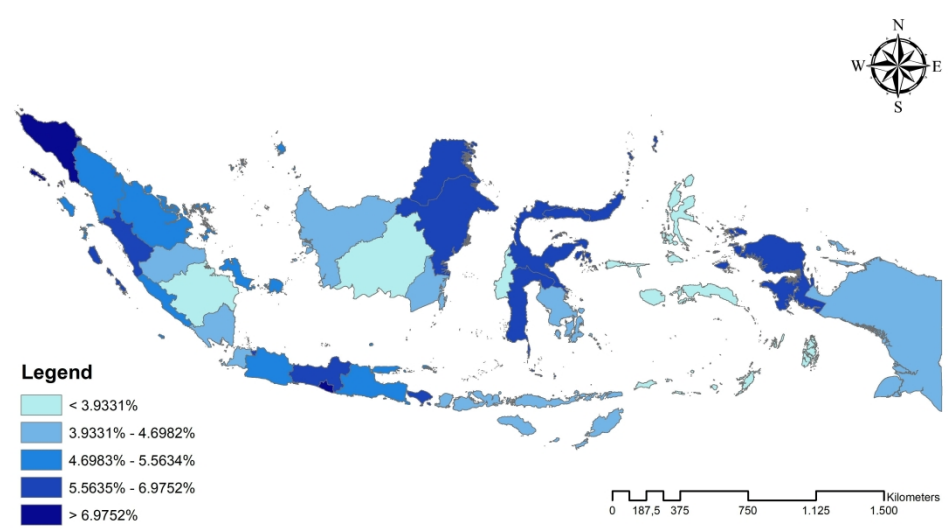 N
W E
S
Legend
< 3.9331%
3.9331% - 4.6982%
4.6983% - 5.5634%
5.5635% - 6.9752%
> 6.9752%
Kilometers
0 187,5 375 750 1.125 1.500